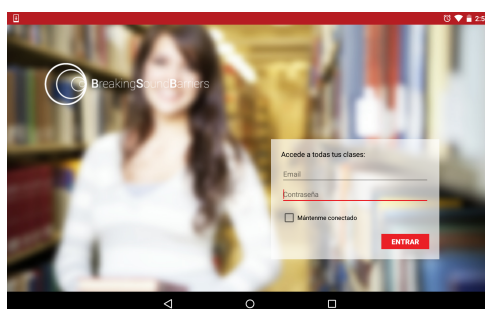 2:5
BreakingSoundBarriers
Accede a todas tus clases:
Email
Contraseña
Mántenme conectado
ENTRAR